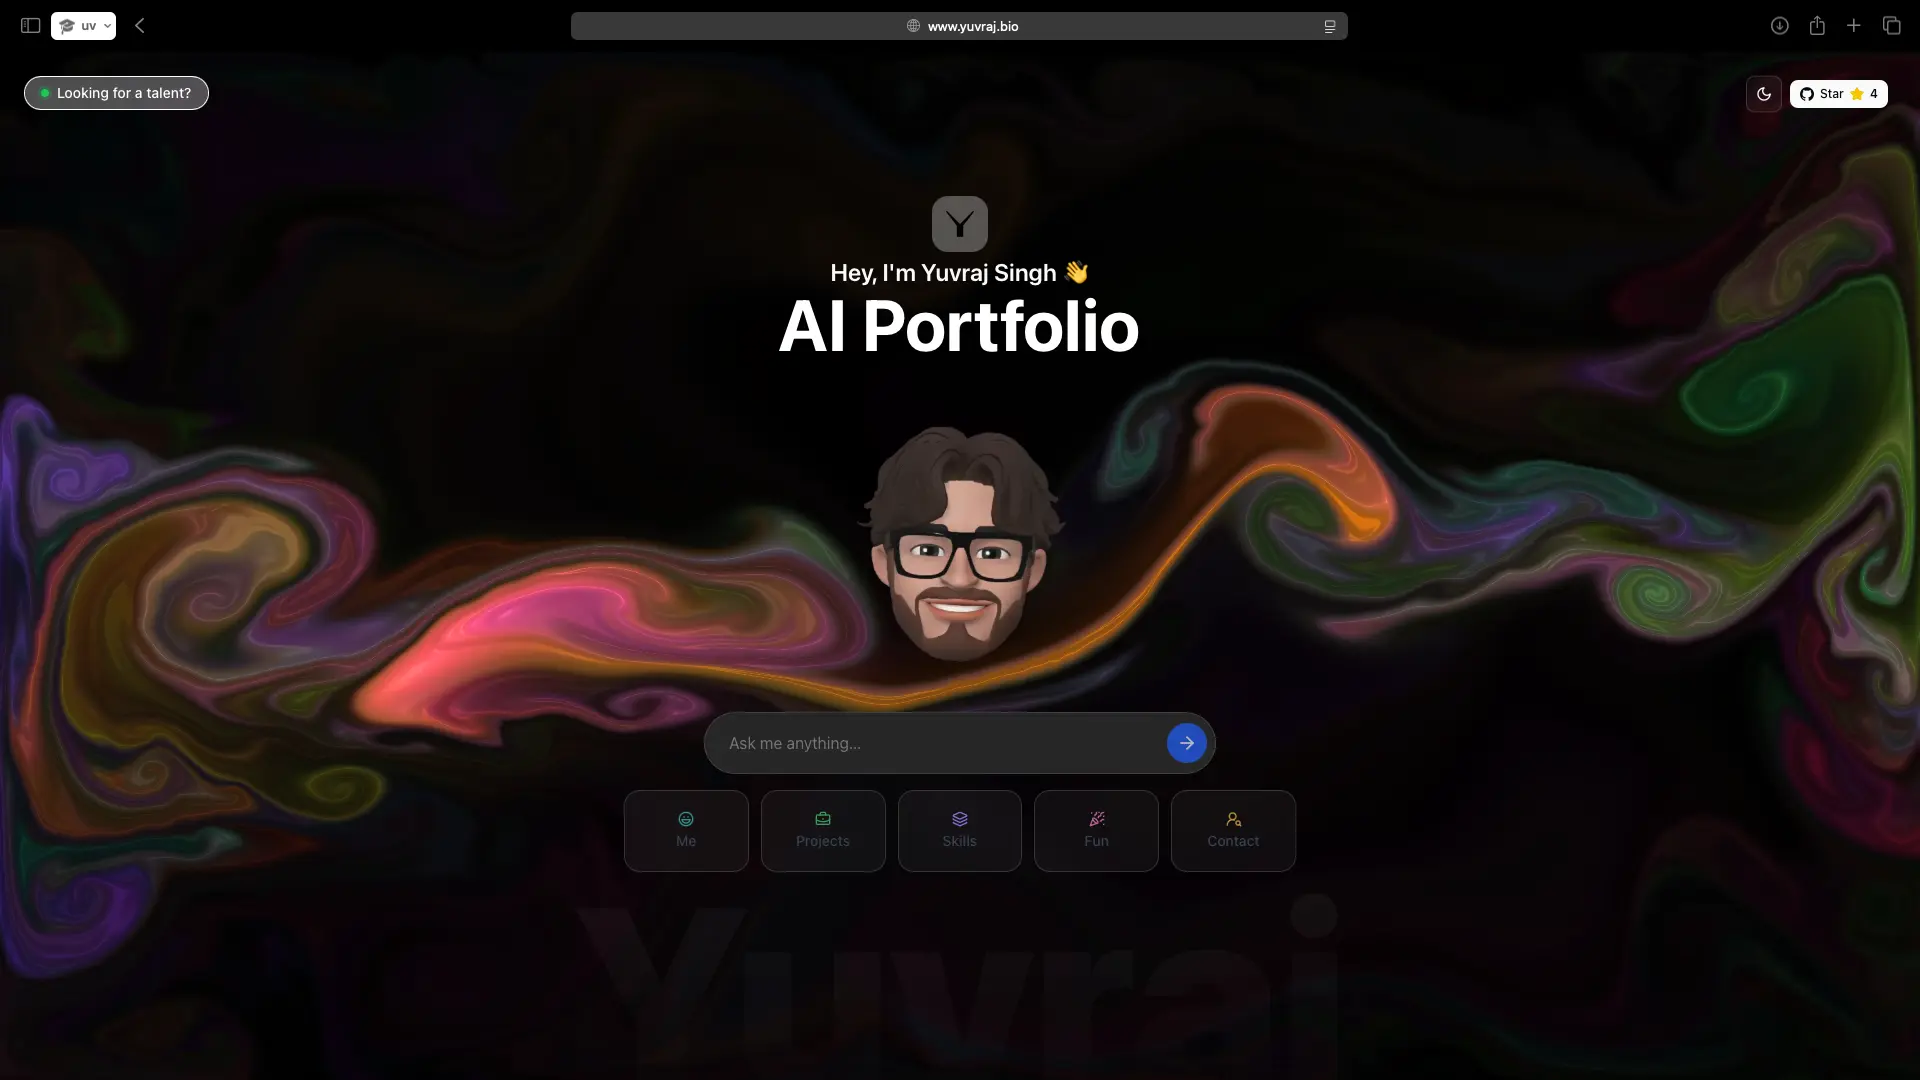 uv
www.yuvraj.bio
Looking for a talent?
Star ⭐ 4
Y
Hey, I'm Yuvraj Singh 👋
AI Portfolio
Ask me anything...
Me
Projects
Skills
Fun
Contact
Yuvraj